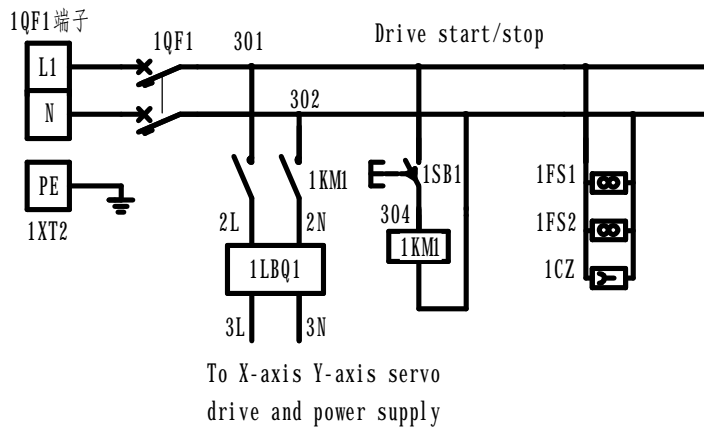 1QF1端子
1QF1
301
Drive start/stop
L1
N
302
PE
1XT2
1KM1
1SB1
1FS1
304
2L
2N
1FS2
1KM1
1LBQ1
1CZ
3L
3N
To X-axis Y-axis servo
drive and power supply